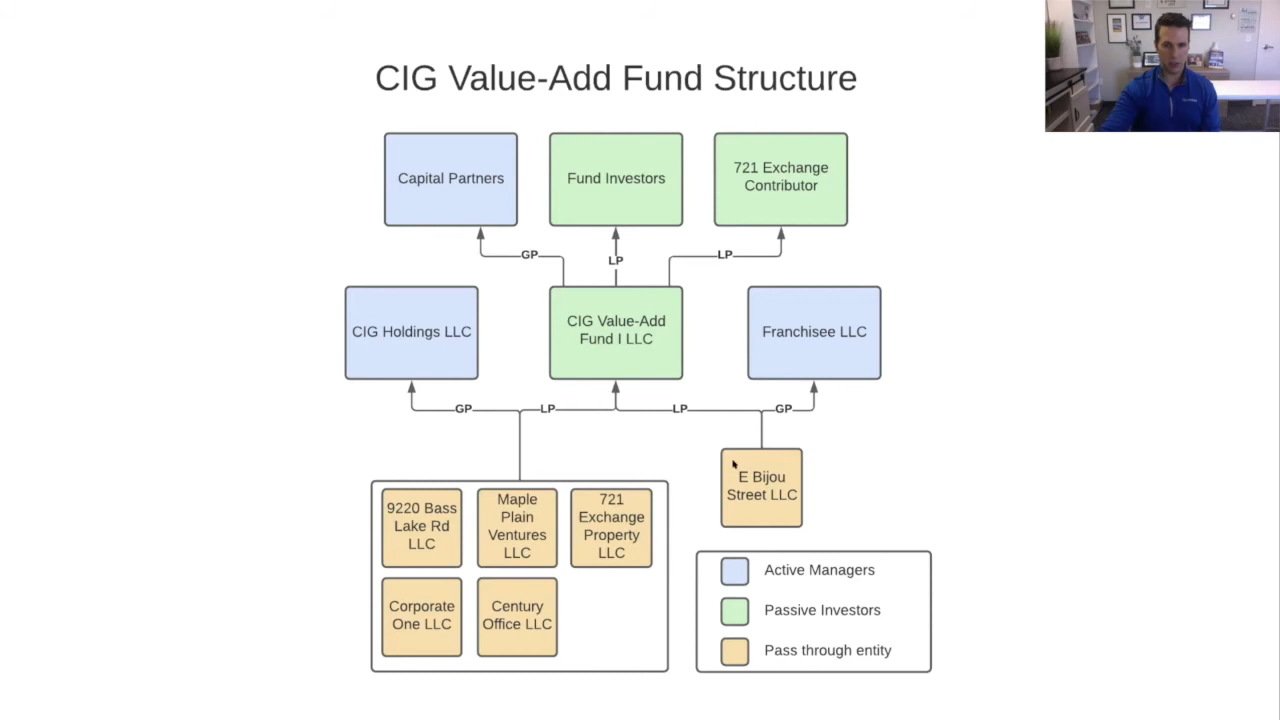 CIG Value-Add Fund Structure
Capital Partners
Fund Investors
721 Exchange
Contributor
GP
LP
LP
CIG Holdings LLC
CIG Value-Add
Fund I LLC
Franchisee LLC
GP
LP
LP
GP
9220 Bass
Lake Rd
LLC
Maple
Plain
Ventures
LLC
721
Exchange
Property
LLC
E Bijou
Street LLC
Corporate
One LLC
Century
Office LLC
Active Managers
Passive Investors
Pass through entity